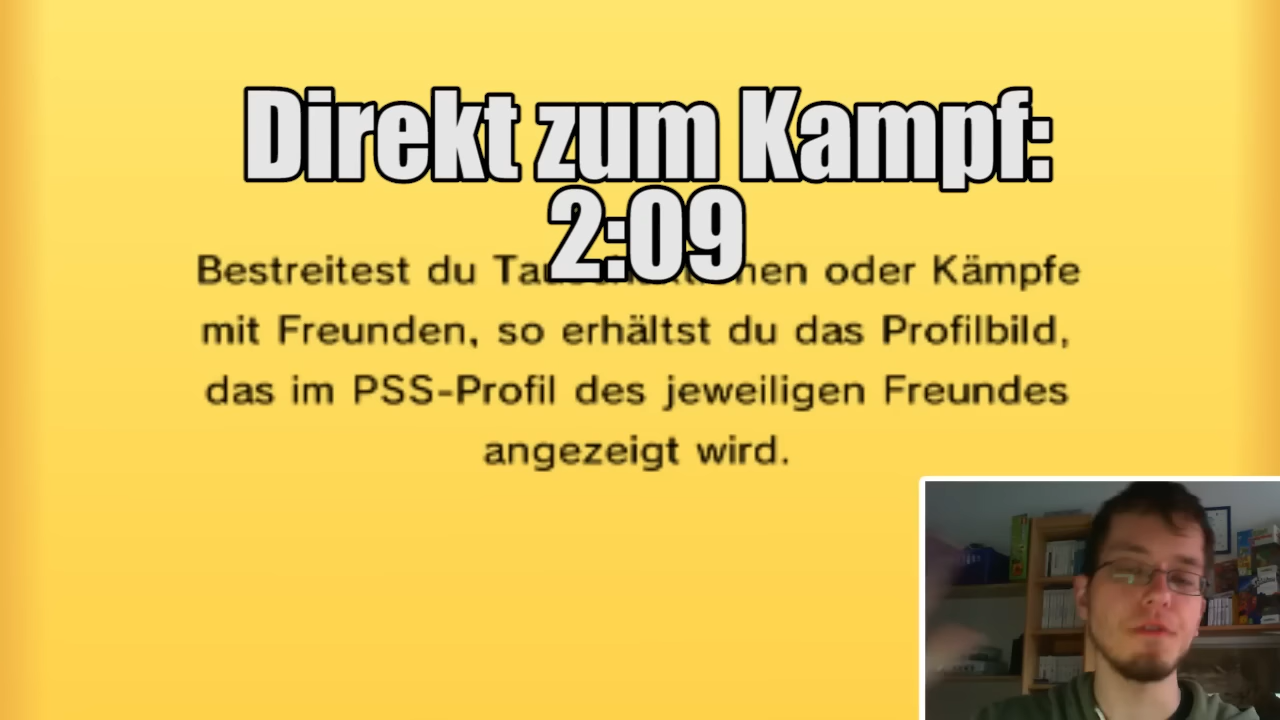 Direkt zum Kampf:
2:09
Bestreitest du oder Kämpfe
mit Freunden, so erhältst du das Profilbild,
das im PSS-Profil des jeweiligen Freundes
angezeigt wird.